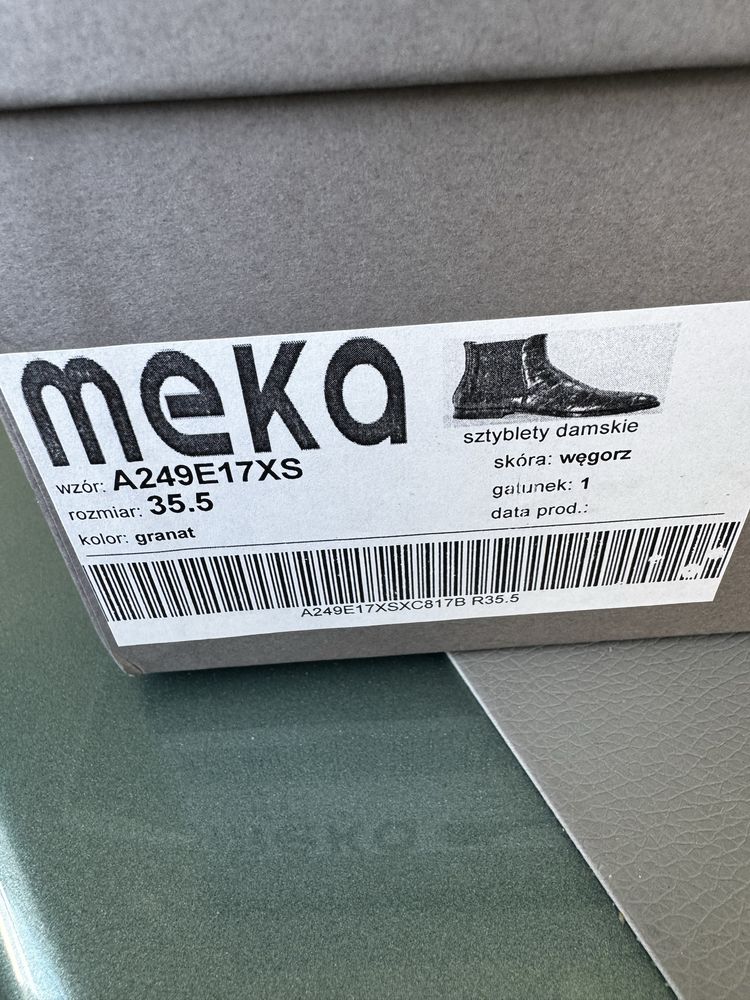 meka
sztyblety damskie
wzór: A249E17XS
skóra: węgorz
rozmiar: 35.5
gatunek: 1
kolor: granat
data prod.:
A249E17XSXC817B R35.5